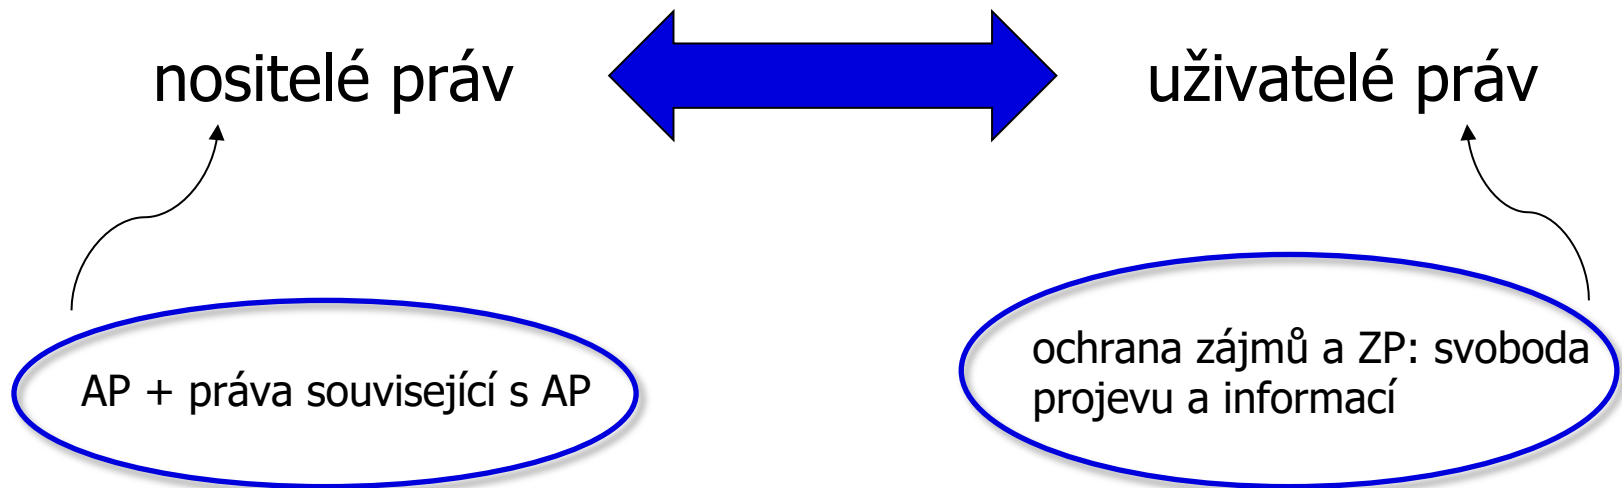 nositelé práv
uživatelé práv
AP + práva související s AP
ochrana zájmů a ZP: svoboda
projevu a informací